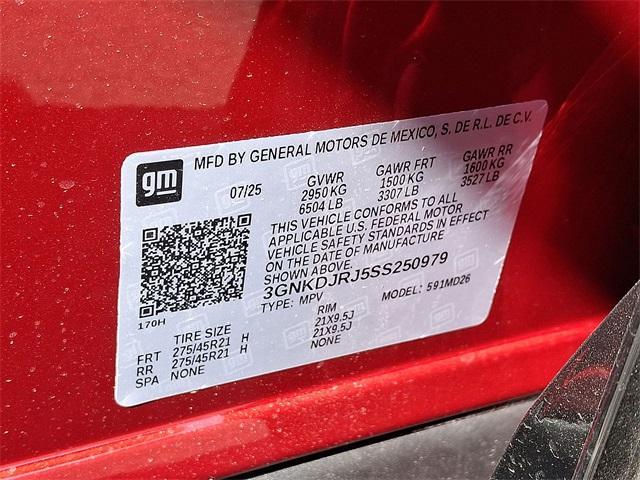 gm
MFD BY GENERAL MOTORS DE MEXICO, S. DE R.L. DE C.V.
07/25 GVWR GAWR FRT GAWR RR
2950 KG 1500 KG 1600 KG
6504 LB 3307 LB 3527 LB
THIS VEHICLE CONFORMS TO ALL
APPLICABLE U.S. FEDERAL MOTOR
VEHICLE SAFETY STANDARDS IN EFFECT
ON THE DATE OF MANUFACTURE
SHOWN ABOVE.
3GNKDJRJ5SS250979
TYPE: MPV MODEL: 591MD26
170H
TIRE SIZE RIM
FRT 275/45R21 H 21X9.5J
RR 275/45R21 H 21X9.5J
SPA NONE NONE